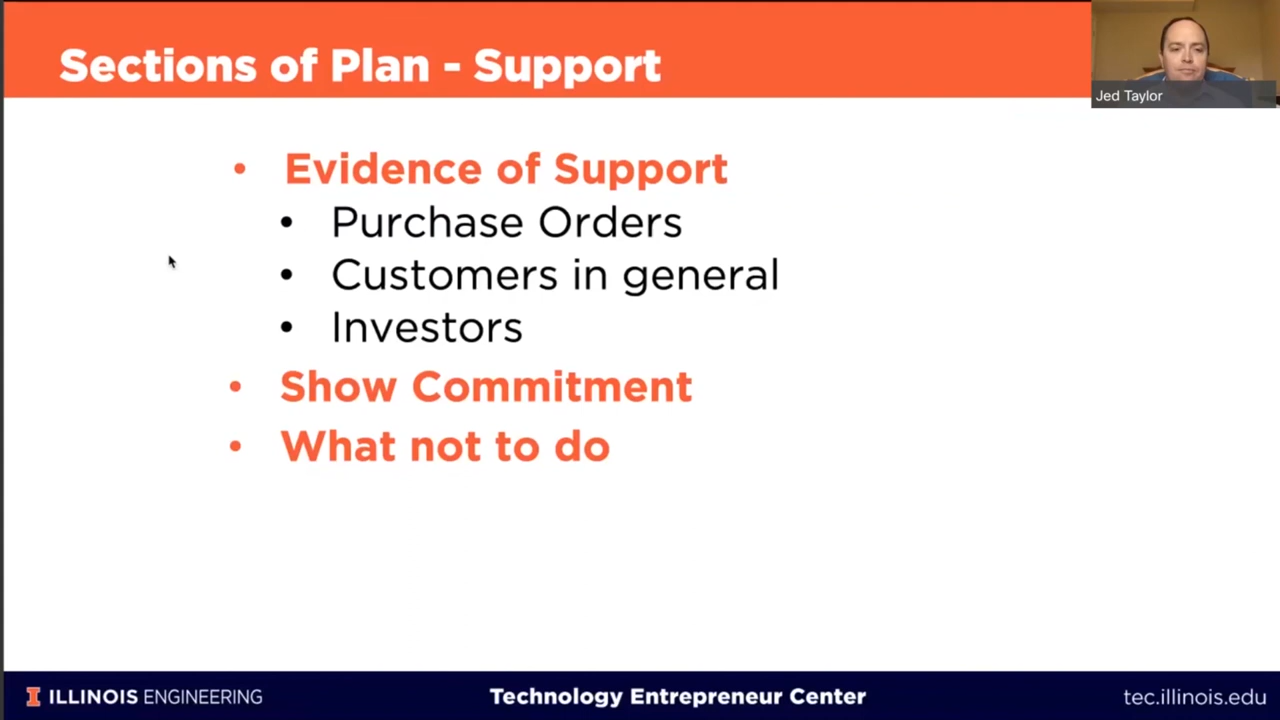 Sections of Plan - Support
Jed Taylor
• Evidence of Support
• Purchase Orders
• Customers in general
• Investors
• Show Commitment
• What not to do
I ILLINOIS ENGINEERING
Technology Entrepreneur Center
tec.illinois.edu